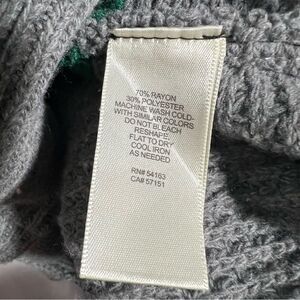 70% RAYON
30% POLYESTER
MACHINE WASH COLD-
WITH SIMILAR COLORS
DO NOT BLEACH
RESHAPE,
FLAT TO DRY
COOL IRON
AS NEEDED
RN# 54163
CA# 57151